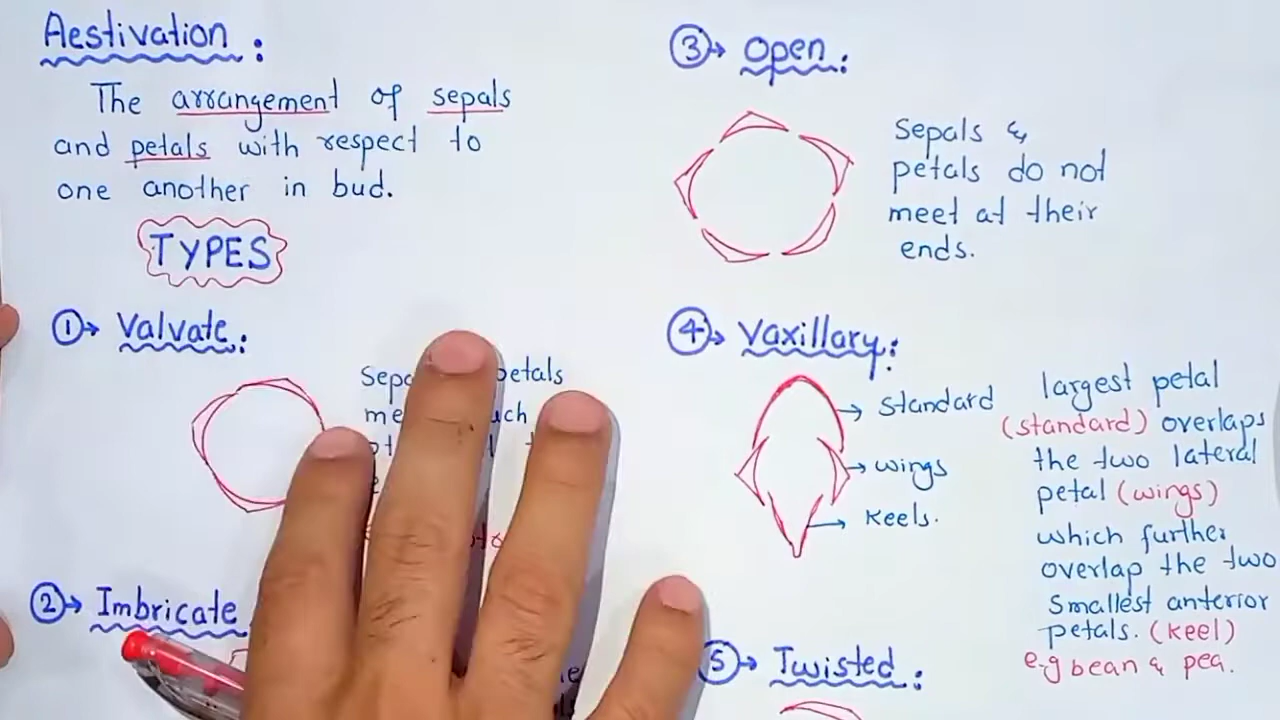 Aestivation :
The arrangement of sepals
and petals with respect to
one another in bud.
TYPES
① → Valvate :
petals
② → Imbricate
③ → Open :
Sepals &
petals do not
meet at their
ends.
④ → Vaxillary :
Standard
wings
Keels.
largest petal
(standard) overlaps
the two lateral
petal (wings)
which further
overlap the two
Smallest anterior
petals. (keel)
e.g bean & pea.
⑤ → Twisted :